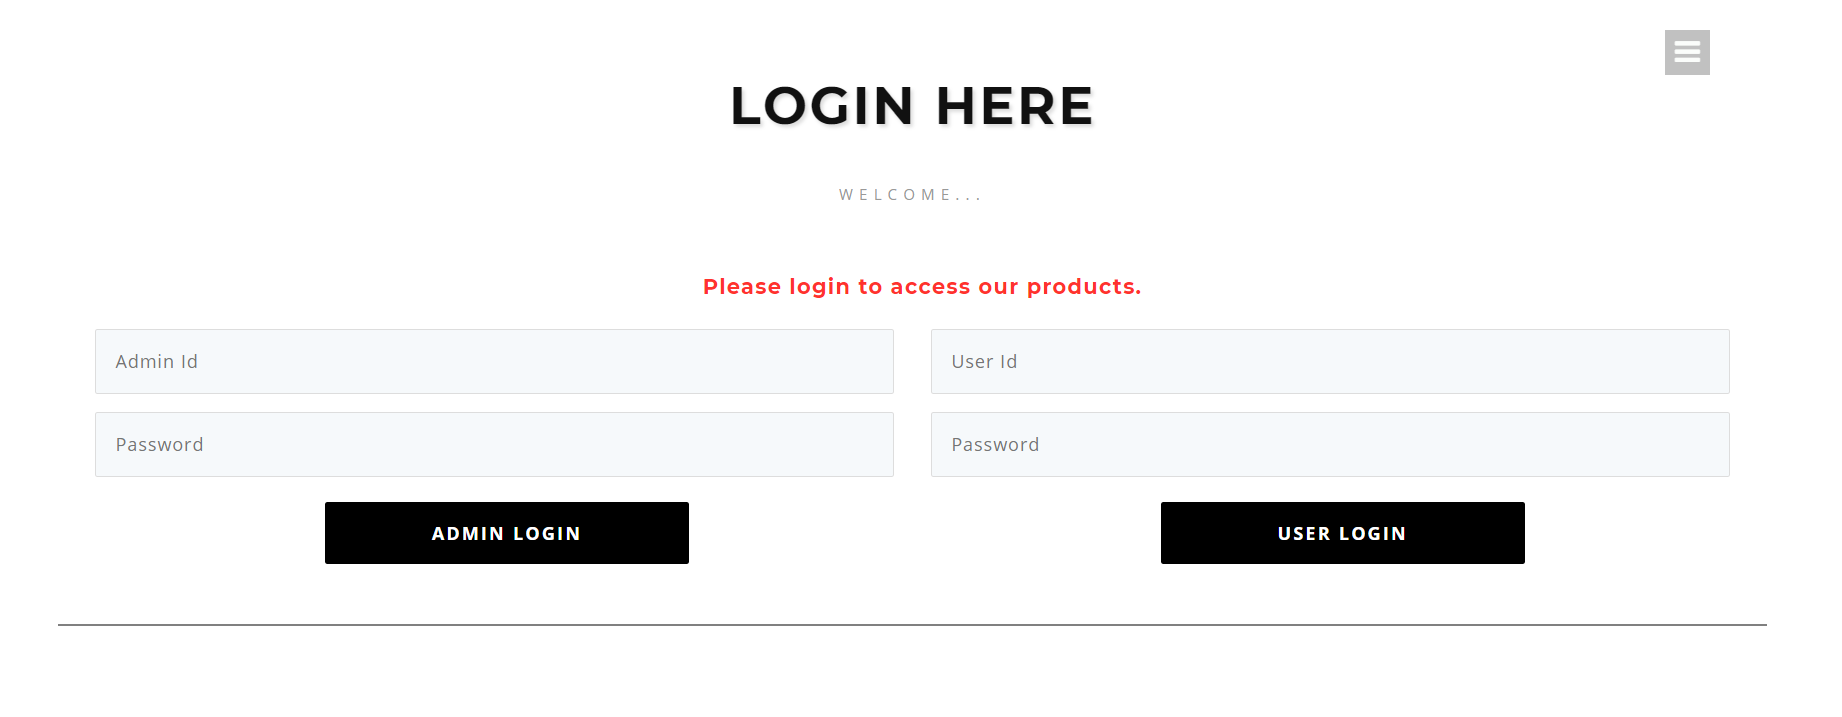 LOGIN HERE
WELCOME...
Please login to access our products.
Admin Id
Password
ADMIN LOGIN
User Id
Password
USER LOGIN